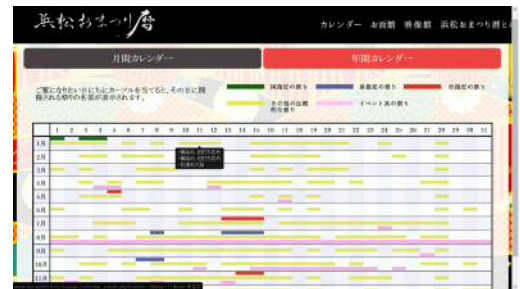 浜松おまつり暦
カレンダー お面館 映像館 浜松おまつり暦とは
月間カレンダー
年間カレンダー
ご覧になりたい日にちにカーソルを当てると、その日に開
催される祭りの名前が表示されます。
国指定の祭り
県指定の祭り
市指定の祭り
その他の伝統
的な祭り
イベント系の祭り
1 2 3 4 5 6 7 8 9 10 11 12 13 14 15 16 17 18 19 20 21 22 23 24 25 26 27 28 29 30 31
1月
2月
3月
4月
5月
6月
7月
8月
9月
10月
11月